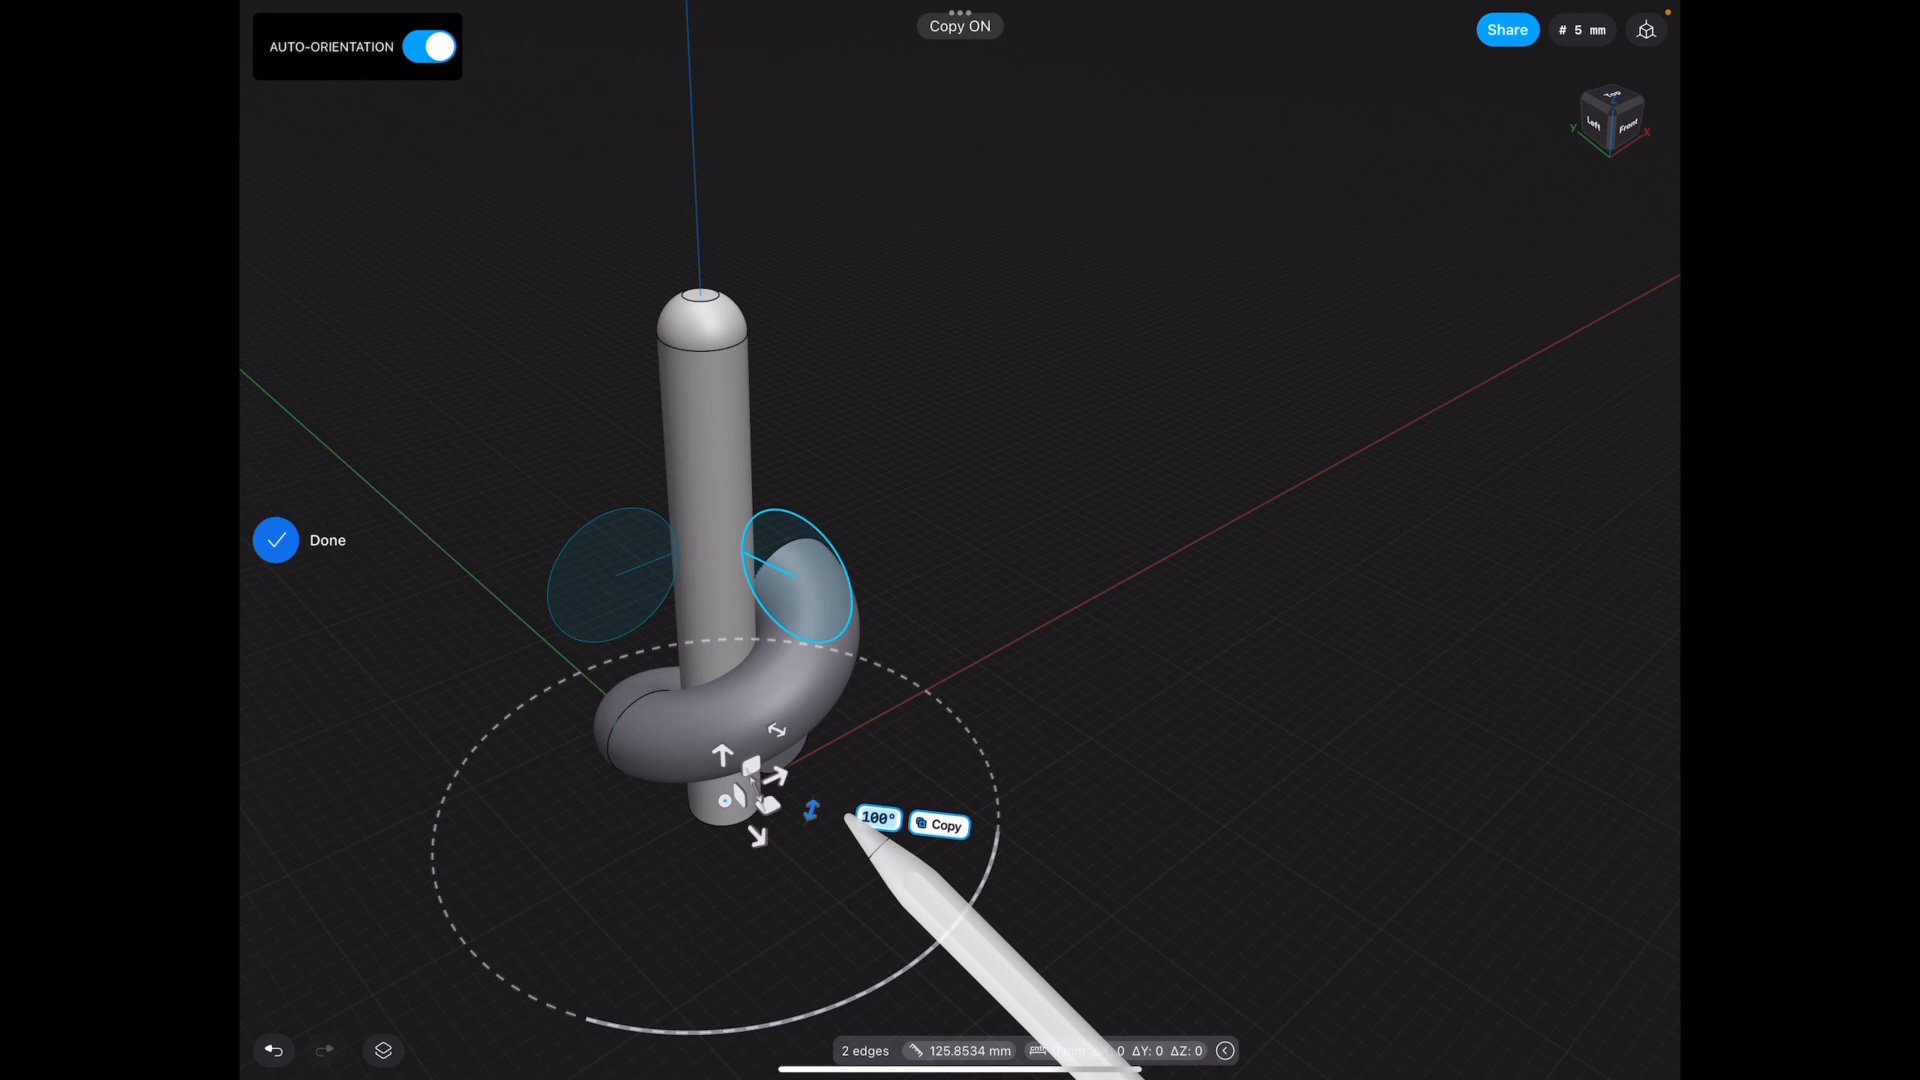 AUTO-ORIENTATION
Copy ON
Share
# 5 mm
Top
Z
Left
Front
Y
X
Done
100°
Copy
2 edges
125.8534 mm
ΔY: 0 ΔZ: 0